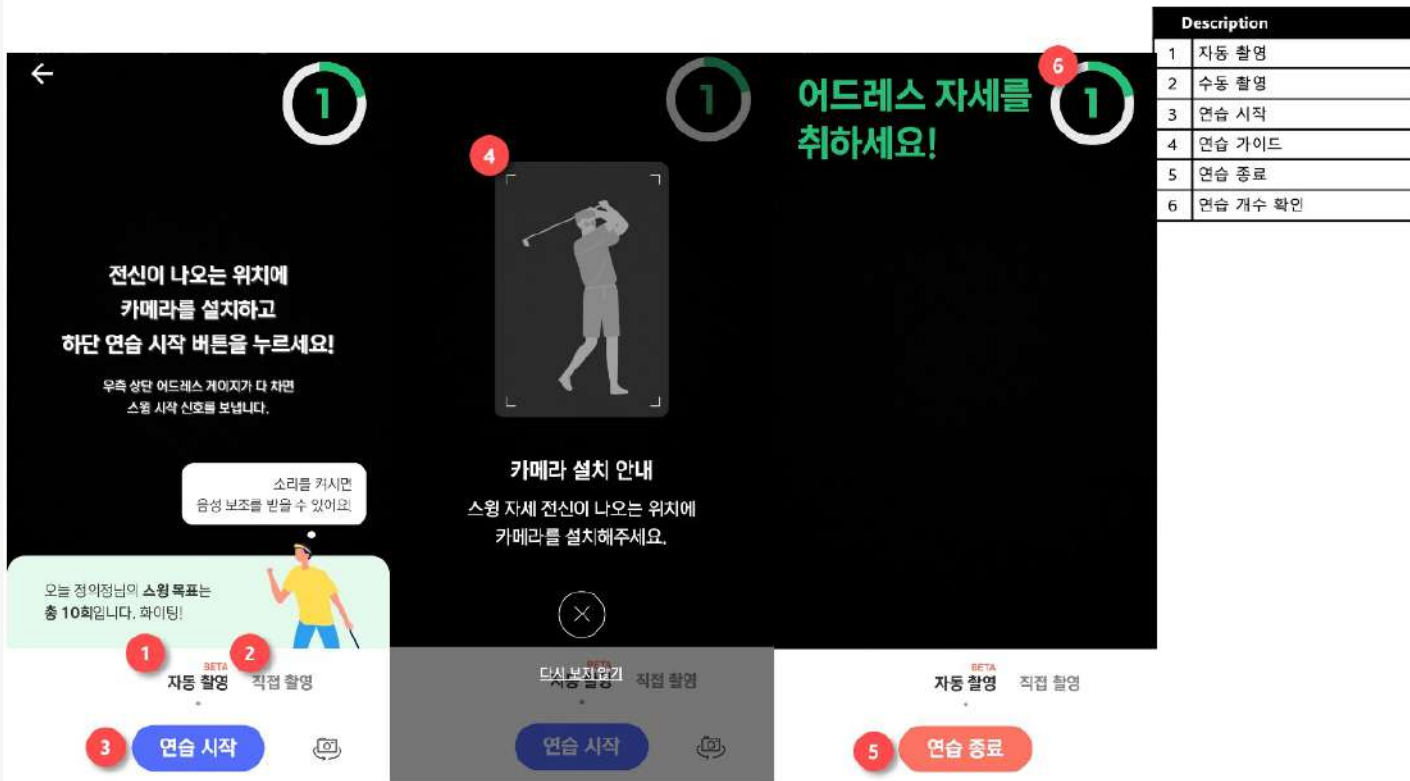 Description
1 자동 촬영
2 수동 촬영
3 연습 시작
4 연습 가이드
5 연습 종료
6 연습 개수 확인
1
전신이 나오는 위치에
카메라를 설치하고
하단 연습 시작 버튼을 누르세요!
우측 상단 어드레스 게이지가 다 차면
스윙 시작 신호를 보냅니다.
소리를 켜시면
음성 보조를 받을 수 있어요!
오늘 정의정님의 스윙 목표는
총 10회입니다. 화이팅!
1
2
BETA
자동 촬영 직접 촬영
3
연습 시작
1
4
카메라 설치 안내
스윙 자세 전신이 나오는 위치에
카메라를 설치해주세요.
다시 보지 않기
BETA
자동 촬영 직접 촬영
연습 시작
6
어드레스 자세를
취하세요!
1
BETA
자동 촬영 직접 촬영
5
연습 종료